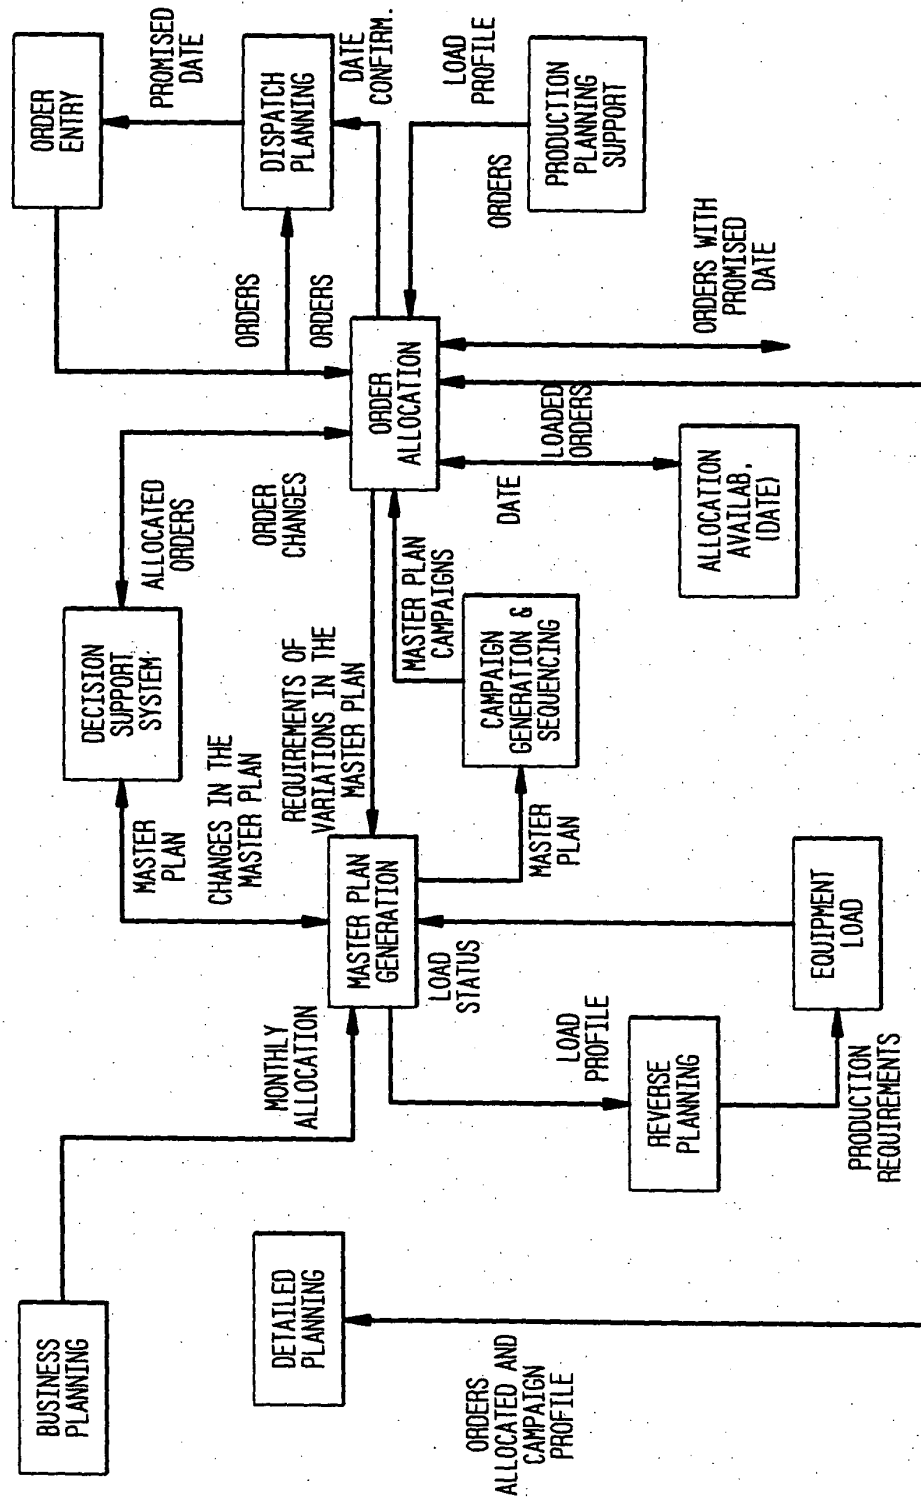 BUSINESS
PLANNING
MONTHLY
ALLOCATION
MASTER
PLAN
CHANGES IN THE
MASTER PLAN
DECISION
SUPPORT
SYSTEM
ALLOCATED
ORDERS
ORDER
CHANGES
ORDERS
ORDERS
ORDER
ENTRY
PROMISED
DATE
DISPATCH
PLANNING
DATE
CONFIRM.
DETAILED
PLANNING
ORDERS
ALLOCATED AND
CAMPAIGN
PROFILE
MASTER PLAN
GENERATION
REQUIREMENTS OF
VARIATIONS IN THE
MASTER PLAN
ORDER
ALLOCATION
LOAD
PROFILE
ORDERS
PRODUCTION
PLANNING
SUPPORT
LOAD
STATUS
MASTER
PLAN
MASTER PLAN
CAMPAIGNS
CAMPAIGN
GENERATION &
SEQUENCING
DATE
LOADED
ORDERS
ORDERS WITH
PROMISED
DATE
ALLOCATION
AVAILAB,
(DATE)
LOAD
PROFILE
REVERSE
PLANNING
PRODUCTION
REQUIREMENTS
EQUIPMENT
LOAD